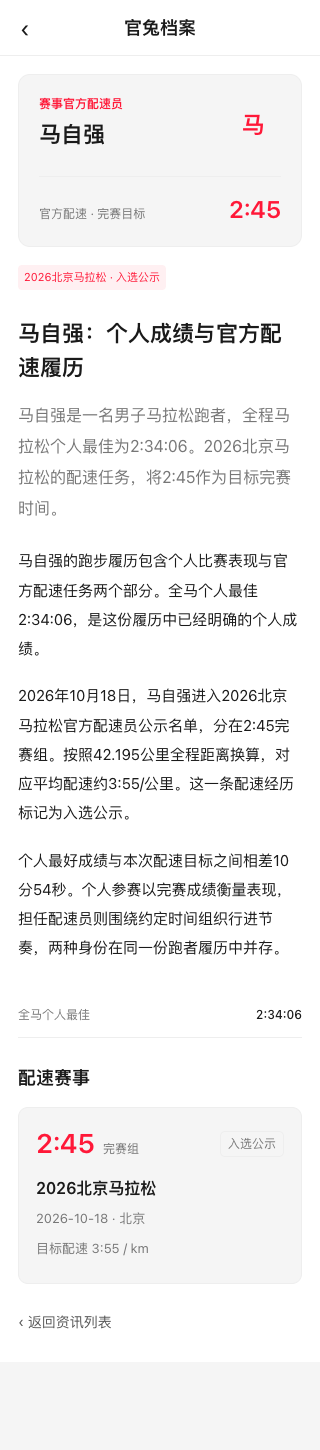 ‹
官兔档案
赛事官方配速员
马自强
马
官方配速 · 完赛目标
2:45
2026北京马拉松 · 入选公示
马自强：个人成绩与官方配
速履历
马自强是一名男子马拉松跑者，全程马
拉松个人最佳为2:34:06。2026北京马
拉松的配速任务，将2:45作为目标完赛
时间。
马自强的跑步履历包含个人比赛表现与官
方配速任务两个部分。全马个人最佳
2:34:06，是这份履历中已经明确的个人成
绩。
2026年10月18日，马自强进入2026北京
马拉松官方配速员公示名单，分在2:45完
赛组。按照42.195公里全程距离换算，对
应平均配速约3:55/公里。这一条配速经历
标记为入选公示。
个人最好成绩与本次配速目标之间相差10
分54秒。个人参赛以完赛成绩衡量表现，
担任配速员则围绕约定时间组织行进节
奏，两种身份在同一份跑者履历中并存。
全马个人最佳
2:34:06
配速赛事
2:45 完赛组
入选公示
2026北京马拉松
2026-10-18 · 北京
目标配速 3:55 / km
‹ 返回资讯列表